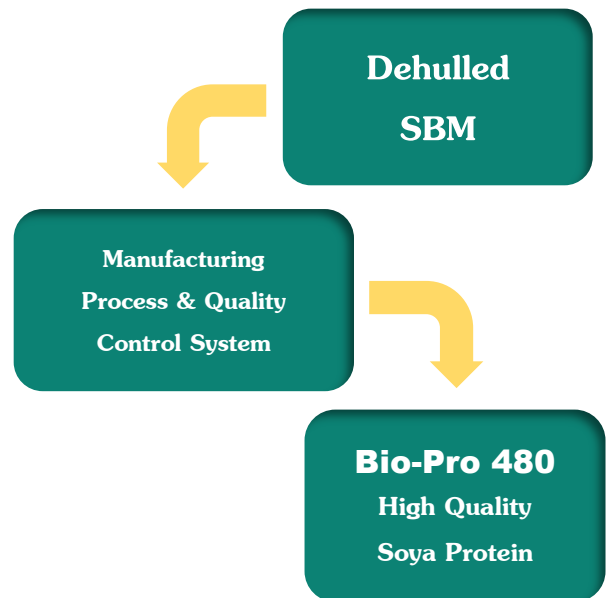 Dehulled
SBM
Manufacturing
Process & Quality
Control System
Bio-Pro 480
High Quality
Soya Protein